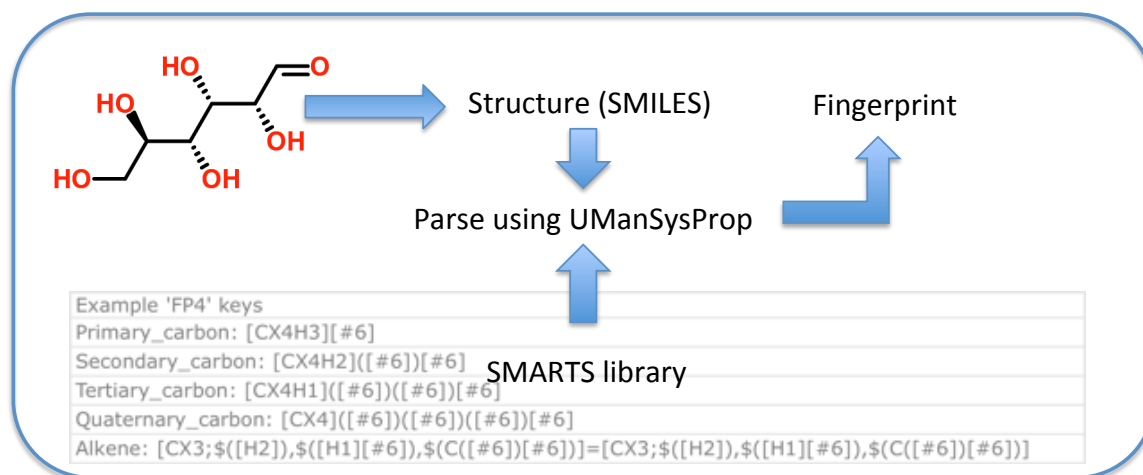 HO
HO
O
HO
OH
HO
OH
Structure (SMILES)
Fingerprint
Parse using UManSysProp
Example 'FP4' keys
Primary_carbon: [CX4H3][#6]
Secondary_carbon: [CX4H2]([#6])[#6]
SMARTS library
Tertiary_carbon: [CX4H1]([#6])([#6])[#6]
Quaternary_carbon: [CX4]([#6])([#6])([#6])[#6]
Alkene: [CX3;$([H2]),$([H1][#6]),$(C([#6])[#6])]=[CX3;$([H2]),$([H1][#6]),$(C([#6])[#6])]